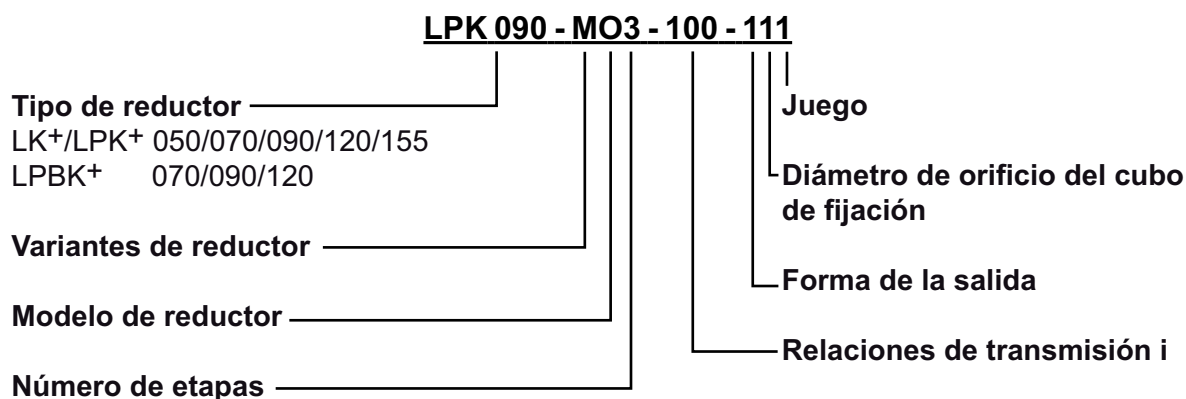 LPK 090 - MO3 - 100 - 111
Tipo de reductor
LK+/LPK+ 050/070/090/120/155
LPBK+ 070/090/120
Variantes de reductor
Modelo de reductor
Número de etapas
Juego
Diámetro de orificio del cubo
de fijación
Forma de la salida
Relaciones de transmisión i